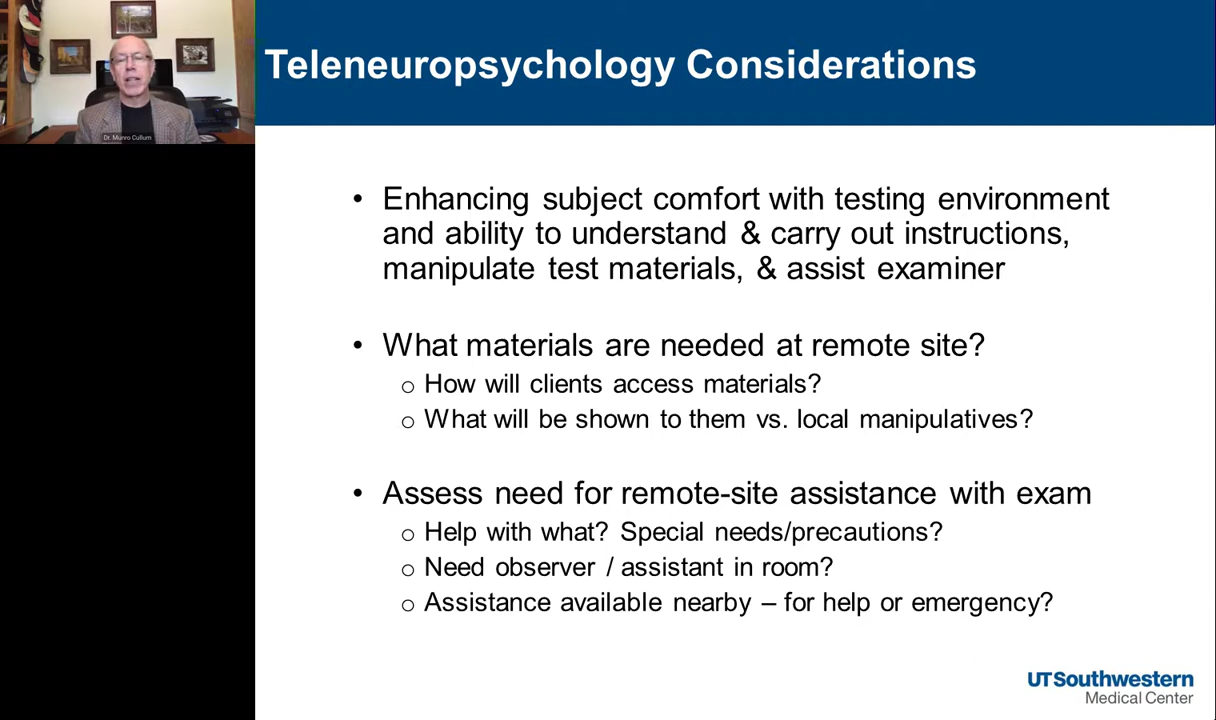 Dr. Munro Cullum
Teleneuropsychology Considerations
• Enhancing subject comfort with testing environment
and ability to understand & carry out instructions,
manipulate test materials, & assist examiner
• What materials are needed at remote site?
o How will clients access materials?
o What will be shown to them vs. local manipulatives?
• Assess need for remote-site assistance with exam
o Help with what? Special needs/precautions?
o Need observer / assistant in room?
o Assistance available nearby – for help or emergency?
UTSouthwestern
Medical Center